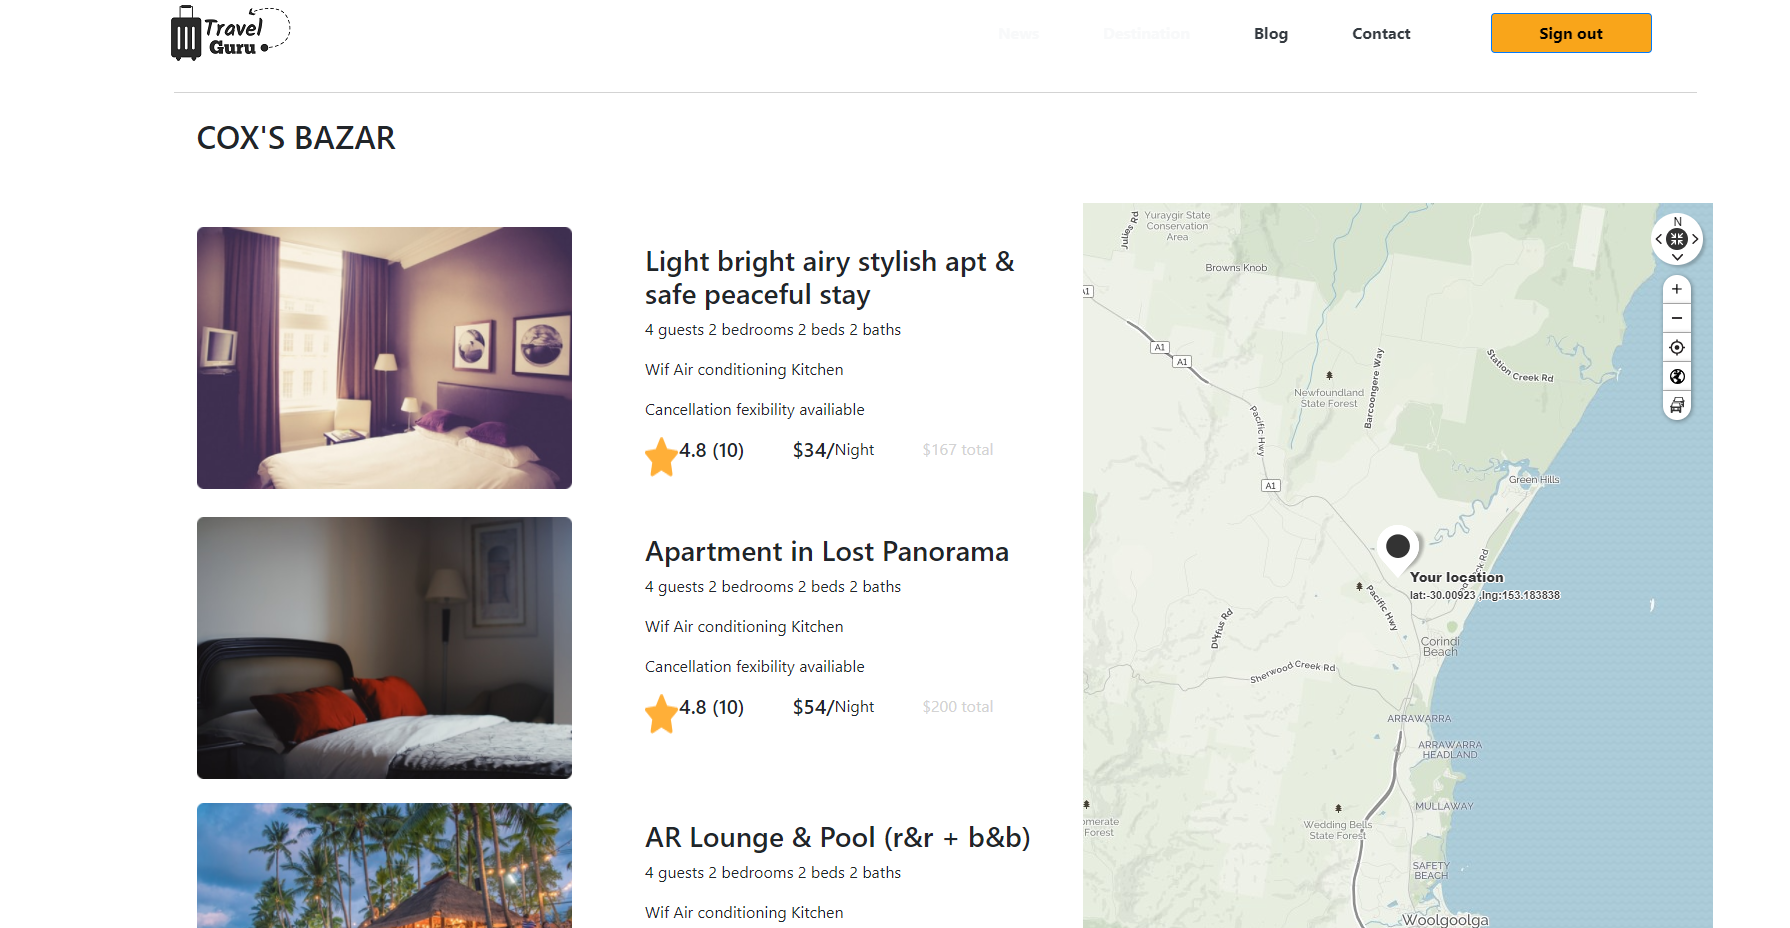 Travel
Guru
News
Destination
Blog
Contact
Sign out
COX'S BAZAR
Light bright airy stylish apt &
safe peaceful stay
4 guests 2 bedrooms 2 beds 2 baths
Wif Air conditioning Kitchen
Cancellation fexibility availiable
4.8 (10)
$34/Night
$167 total
Apartment in Lost Panorama
4 guests 2 bedrooms 2 beds 2 baths
Wif Air conditioning Kitchen
Cancellation fexibility availiable
4.8 (10)
$54/Night
$200 total
AR Lounge & Pool (r&r + b&b)
4 guests 2 bedrooms 2 beds 2 baths
Wif Air conditioning Kitchen
Julies Rd
Yuraygir State
Conservation
Area
N
Browns Knob
A1
A1
A1
Newfoundland
State Forest
Barcoongere Way
Station Creek Rd
Pacific Hwy
A1
Green Hills
Your location
lat:-30.00923 ,lng:153.183838
Pacific Hwy
Sherwood Creek Rd
Corindi
Beach
ARRAWARRA
ARRAWARRA
HEADLAND
MULLAWAY
Forest
Wedding Bells
State Forest
SAFETY
BEACH
Woolgoolga